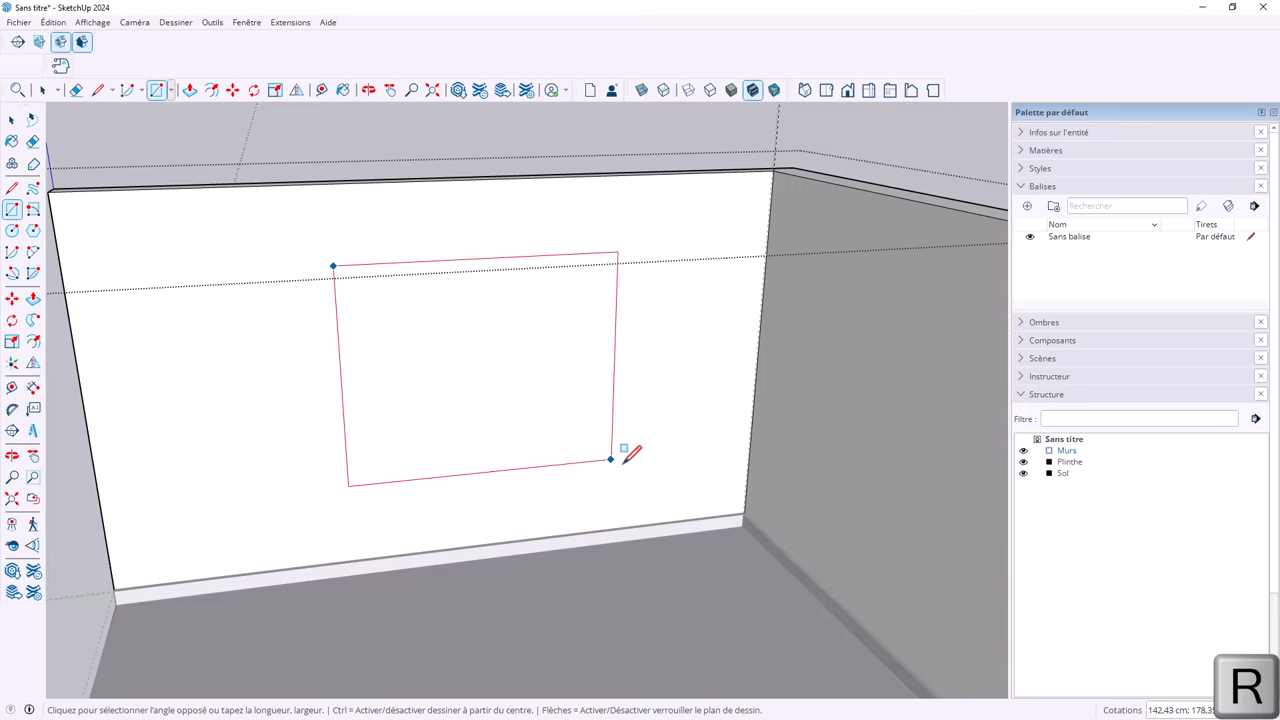 Sans titre* - SketchUp 2024
Fichier Édition Affichage Caméra Dessiner Outils Fenêtre Extensions Aide
Palette par défaut
Infos sur l'entité
Matières
Styles
Balises
Rechercher
Nom Tirets
Sans balise Par défaut
Ombres
Composants
Scènes
Instructeur
Structure
Filtre :
Sans titre
Murs
Plinthe
Sol
R
Cliquez pour sélectionner l'angle opposé ou tapez la longueur, largeur. | Ctrl = Activer/désactiver dessiner à partir du centre. | Flèches = Activer/Désactiver verrouiller le plan de dessin.
Cotations 142,43 cm;